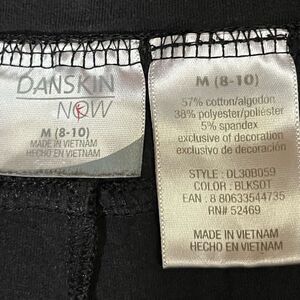 DANSKIN
NOW
M (8-10)
MADE IN VIETNAM
HECHO EN VIETNAM
M (8-10)
57% cotton/algodón
38% polyester/poliéster
5% spandex
exclusive of decoration
exclusivo de decoración
STYLE : DL30B059
COLOR : BLKSOT
EAN : 8 80633544735
RN# 52469
MADE IN VIETNAM
HECHO EN VIETNAM